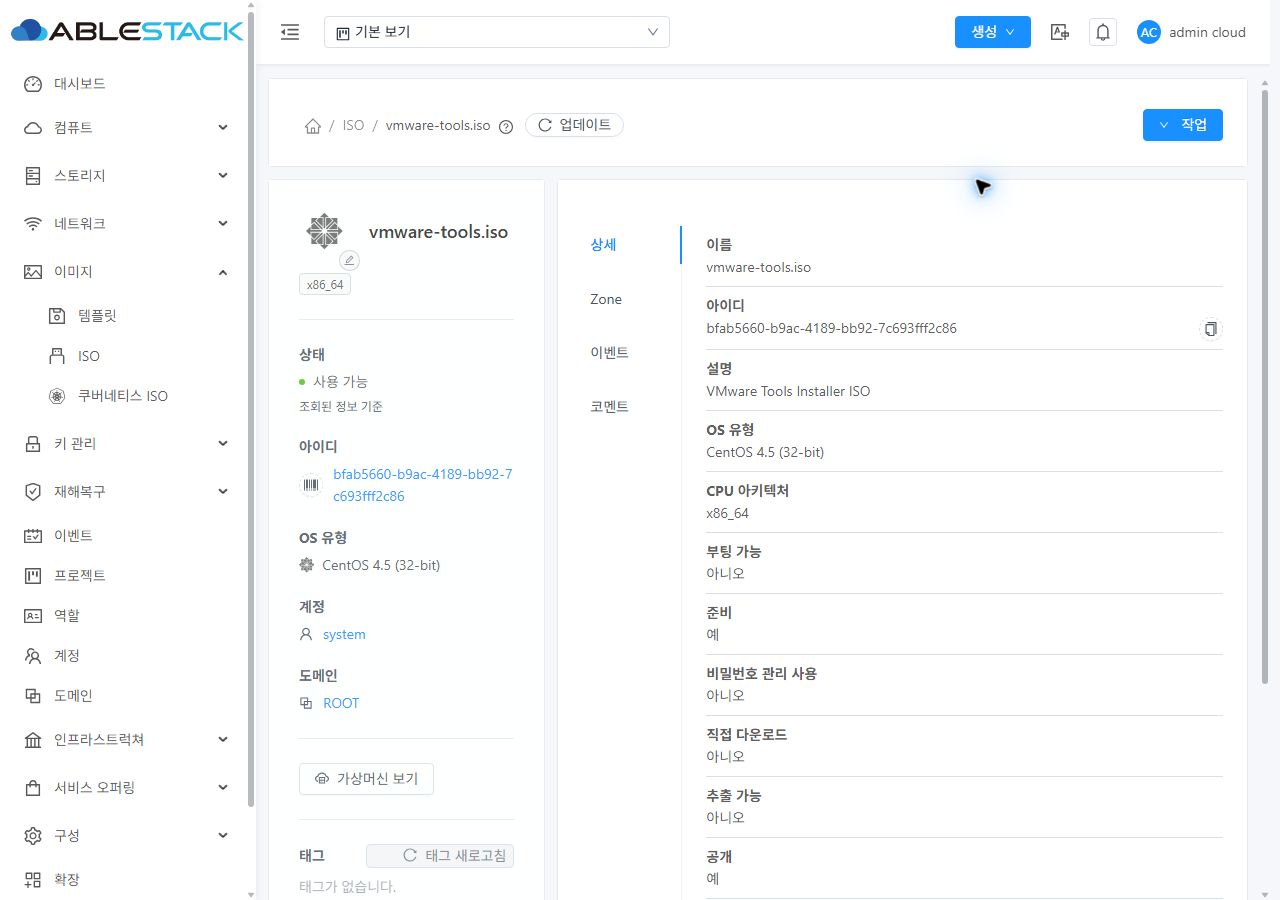 ABLESTACK
기본 보기
생성
AC
admin cloud
대시보드
컴퓨트
스토리지
네트워크
이미지
템플릿
ISO
쿠버네티스 ISO
키 관리
재해복구
이벤트
프로젝트
역할
계정
도메인
인프라스트럭쳐
서비스 오퍼링
구성
확장
/ ISO / vmware-tools.iso
업데이트
작업
vmware-tools.iso
x86_64
상태
사용 가능
조회된 정보 기준
아이디
bfab5660-b9ac-4189-bb92-7
c693fff2c86
OS 유형
CentOS 4.5 (32-bit)
계정
system
도메인
ROOT
가상머신 보기
태그
태그 새로고침
태그가 없습니다.
상세
Zone
이벤트
코멘트
이름
vmware-tools.iso
아이디
bfab5660-b9ac-4189-bb92-7c693fff2c86
설명
VMware Tools Installer ISO
OS 유형
CentOS 4.5 (32-bit)
CPU 아키텍처
x86_64
부팅 가능
아니오
준비
예
비밀번호 관리 사용
아니오
직접 다운로드
아니오
추출 가능
아니오
공개
예